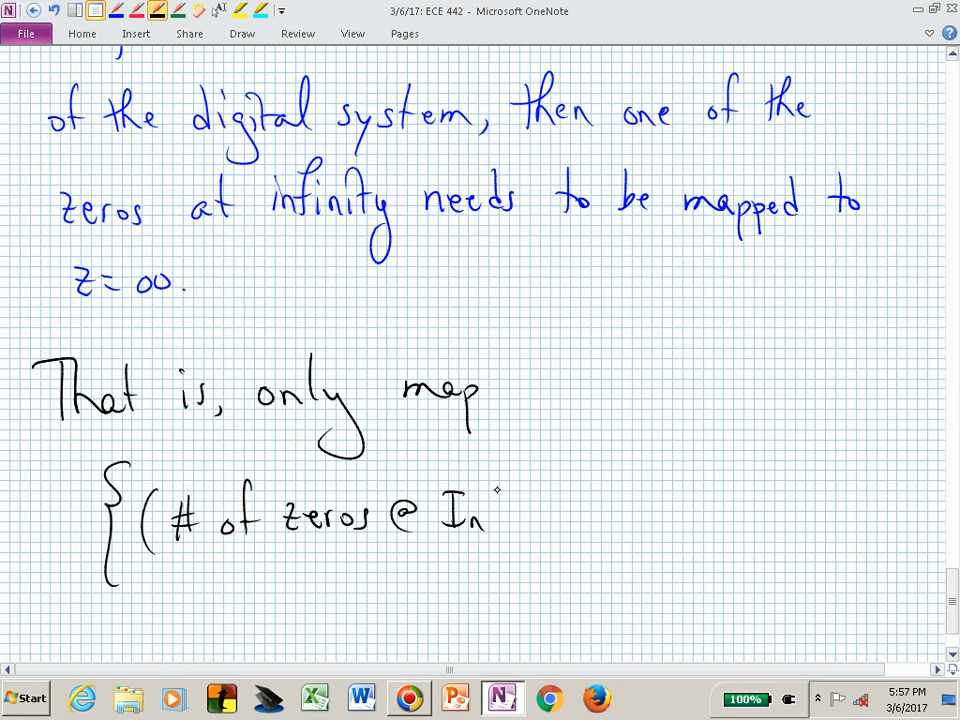 3/6/17: ECE 442 - Microsoft OneNote
File Home Insert Share Draw Review View Pages
of the digital system, then one of the
zeros at infinity needs to be mapped to
z = ∞.
That is, only map
{ (# of zeros @ In
Start 100% 5:57 PM
3/6/2017